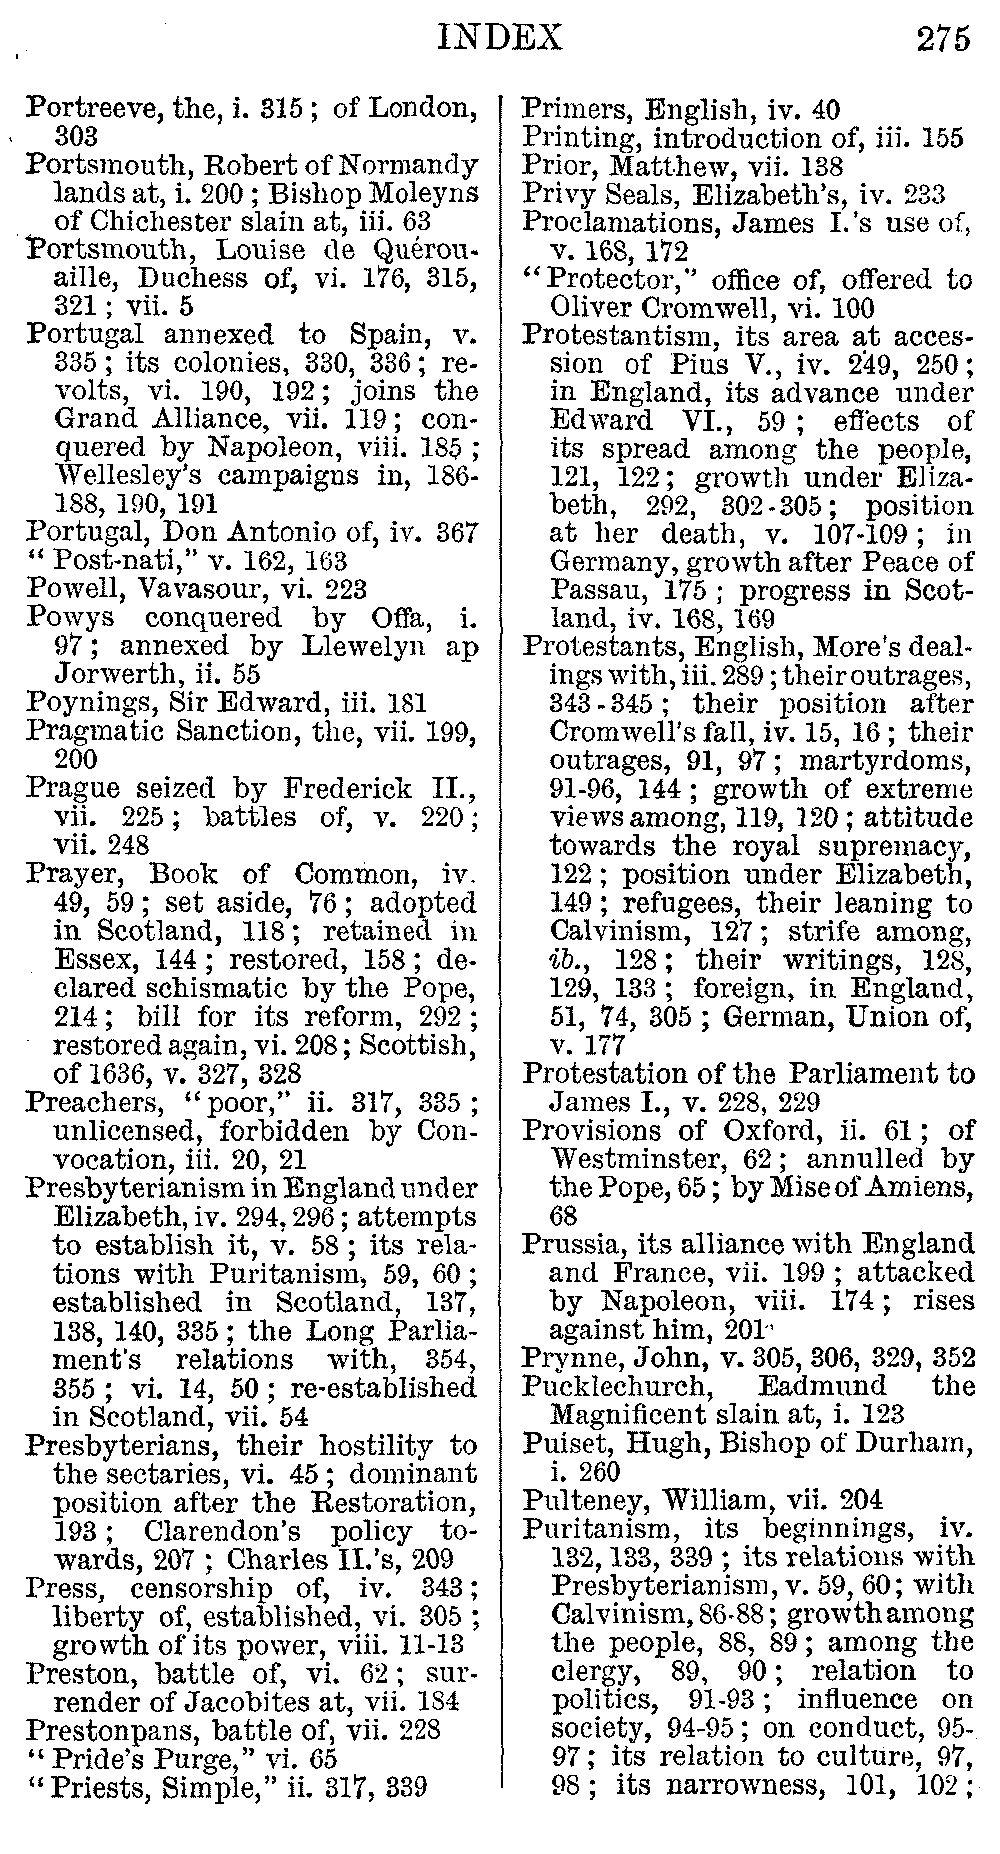 INDEX 275
Portreeve, the, i. 315; of London,
303
Portsmouth, Robert of Normandy
lands at, i. 200; Bishop Moleyns
of Chichester slain at, iii. 63
Portsmouth, Louise de Quérou-
aille, Duchess of, vi. 176, 315,
321; vii. 5
Portugal annexed to Spain, v.
335; its colonies, 330, 336; re-
volts, vi. 190, 192; joins the
Grand Alliance, vii. 119; con-
quered by Napoleon, viii. 185;
Wellesley's campaigns in, 186-
188, 190, 191
Portugal, Don Antonio of, iv. 367
"Post-nati," v. 162, 163
Powell, Vavasour, vi. 223
Powys conquered by Offa, i.
97; annexed by Llewelyn ap
Jorwerth, ii. 55
Poynings, Sir Edward, iii. 181
Pragmatic Sanction, the, vii. 199,
200
Prague seized by Frederick II.,
vii. 225; battles of, v. 220;
vii. 248
Prayer, Book of Common, iv.
49, 59; set aside, 76; adopted
in Scotland, 118; retained in
Essex, 144; restored, 158; de-
clared schismatic by the Pope,
214; bill for its reform, 292;
restored again, vi. 208; Scottish,
of 1636, v. 327, 328
Preachers, "poor," ii. 317, 335;
unlicensed, forbidden by Con-
vocation, iii. 20, 21
Presbyterianism in England under
Elizabeth, iv. 294, 296; attempts
to establish it, v. 58; its rela-
tions with Puritanism, 59, 60;
established in Scotland, 137,
138, 140, 335; the Long Parlia-
ment's relations with, 354,
355; vi. 14, 50; re-established
in Scotland, vii. 54
Presbyterians, their hostility to
the sectaries, vi. 45; dominant
position after the Restoration,
193; Clarendon's policy to-
wards, 207; Charles II.'s, 209
Press, censorship of, iv. 343;
liberty of, established, vi. 305;
growth of its power, viii. 11-13
Preston, battle of, vi. 62; sur-
render of Jacobites at, vii. 184
Prestonpans, battle of, vii. 228
"Pride's Purge," vi. 65
"Priests, Simple," ii. 317, 339
Primers, English, iv. 40
Printing, introduction of, iii. 155
Prior, Matthew, vii. 138
Privy Seals, Elizabeth's, iv. 233
Proclamations, James I.'s use of,
v. 168, 172
"Protector," office of, offered to
Oliver Cromwell, vi. 100
Protestantism, its area at acces-
sion of Pius V., iv. 249, 250;
in England, its advance under
Edward VI., 59; effects of
its spread among the people,
121, 122; growth under Eliza-
beth, 292, 302-305; position
at her death, v. 107-109; in
Germany, growth after Peace of
Passau, 175; progress in Scot-
land, iv. 168, 169
Protestants, English, More's deal-
ings with, iii. 289; their outrages,
343-345; their position after
Cromwell's fall, iv. 15, 16; their
outrages, 91, 97; martyrdoms,
91-96, 144; growth of extreme
views among, 119, 120; attitude
towards the royal supremacy,
122; position under Elizabeth,
149; refugees, their leaning to
Calvinism, 127; strife among,
ib., 128; their writings, 128,
129, 133; foreign, in England,
51, 74, 305; German, Union of,
v. 177
Protestation of the Parliament to
James I., v. 228, 229
Provisions of Oxford, ii. 61; of
Westminster, 62; annulled by
the Pope, 65; by Mise of Amiens,
68
Prussia, its alliance with England
and France, vii. 199; attacked
by Napoleon, viii. 174; rises
against him, 201
Prynne, John, v. 305, 306, 329, 352
Pucklechurch, Eadmund the
Magnificent slain at, i. 123
Puiset, Hugh, Bishop of Durham,
i. 260
Pulteney, William, vii. 204
Puritanism, its beginnings, iv.
132, 133, 339; its relations with
Presbyterianism, v. 59, 60; with
Calvinism, 86-88; growth among
the people, 88, 89; among the
clergy, 89, 90; relation to
politics, 91-93; influence on
society, 94-95; on conduct, 95-
97; its relation to culture, 97,
98; its narrowness, 101, 102;